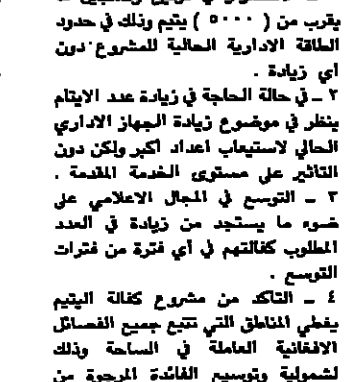 يقرب من ( ٥٠٠٠ ) يتيم وذلك في حدود
الطاقة الادارية الحالية للمشروع دون
اي زيادة .
٢ ـ في حالة الحاجة في زيادة عدد الايتام
ينظر في موضوع زيادة الجهاز الاداري
الحالي لاستيعاب اعداد اكبر ولكن دون
التاثير على مستوى الخدمة المقدمة .
٣ ـ التوسع في المجال الاعلامي على
ضوء ما يستجد من زيادة في العدد
المطلوب كفالتهم في أي فترة من فترات
التوسع .
٤ ـ التاكد من مشروع كفالة اليتيم
يغطي المناطق التي تتبع جميع الفصائل
الافغانية العاملة في الساحة وذلك
لشمولية وتوسيع الفائدة المرجوة من